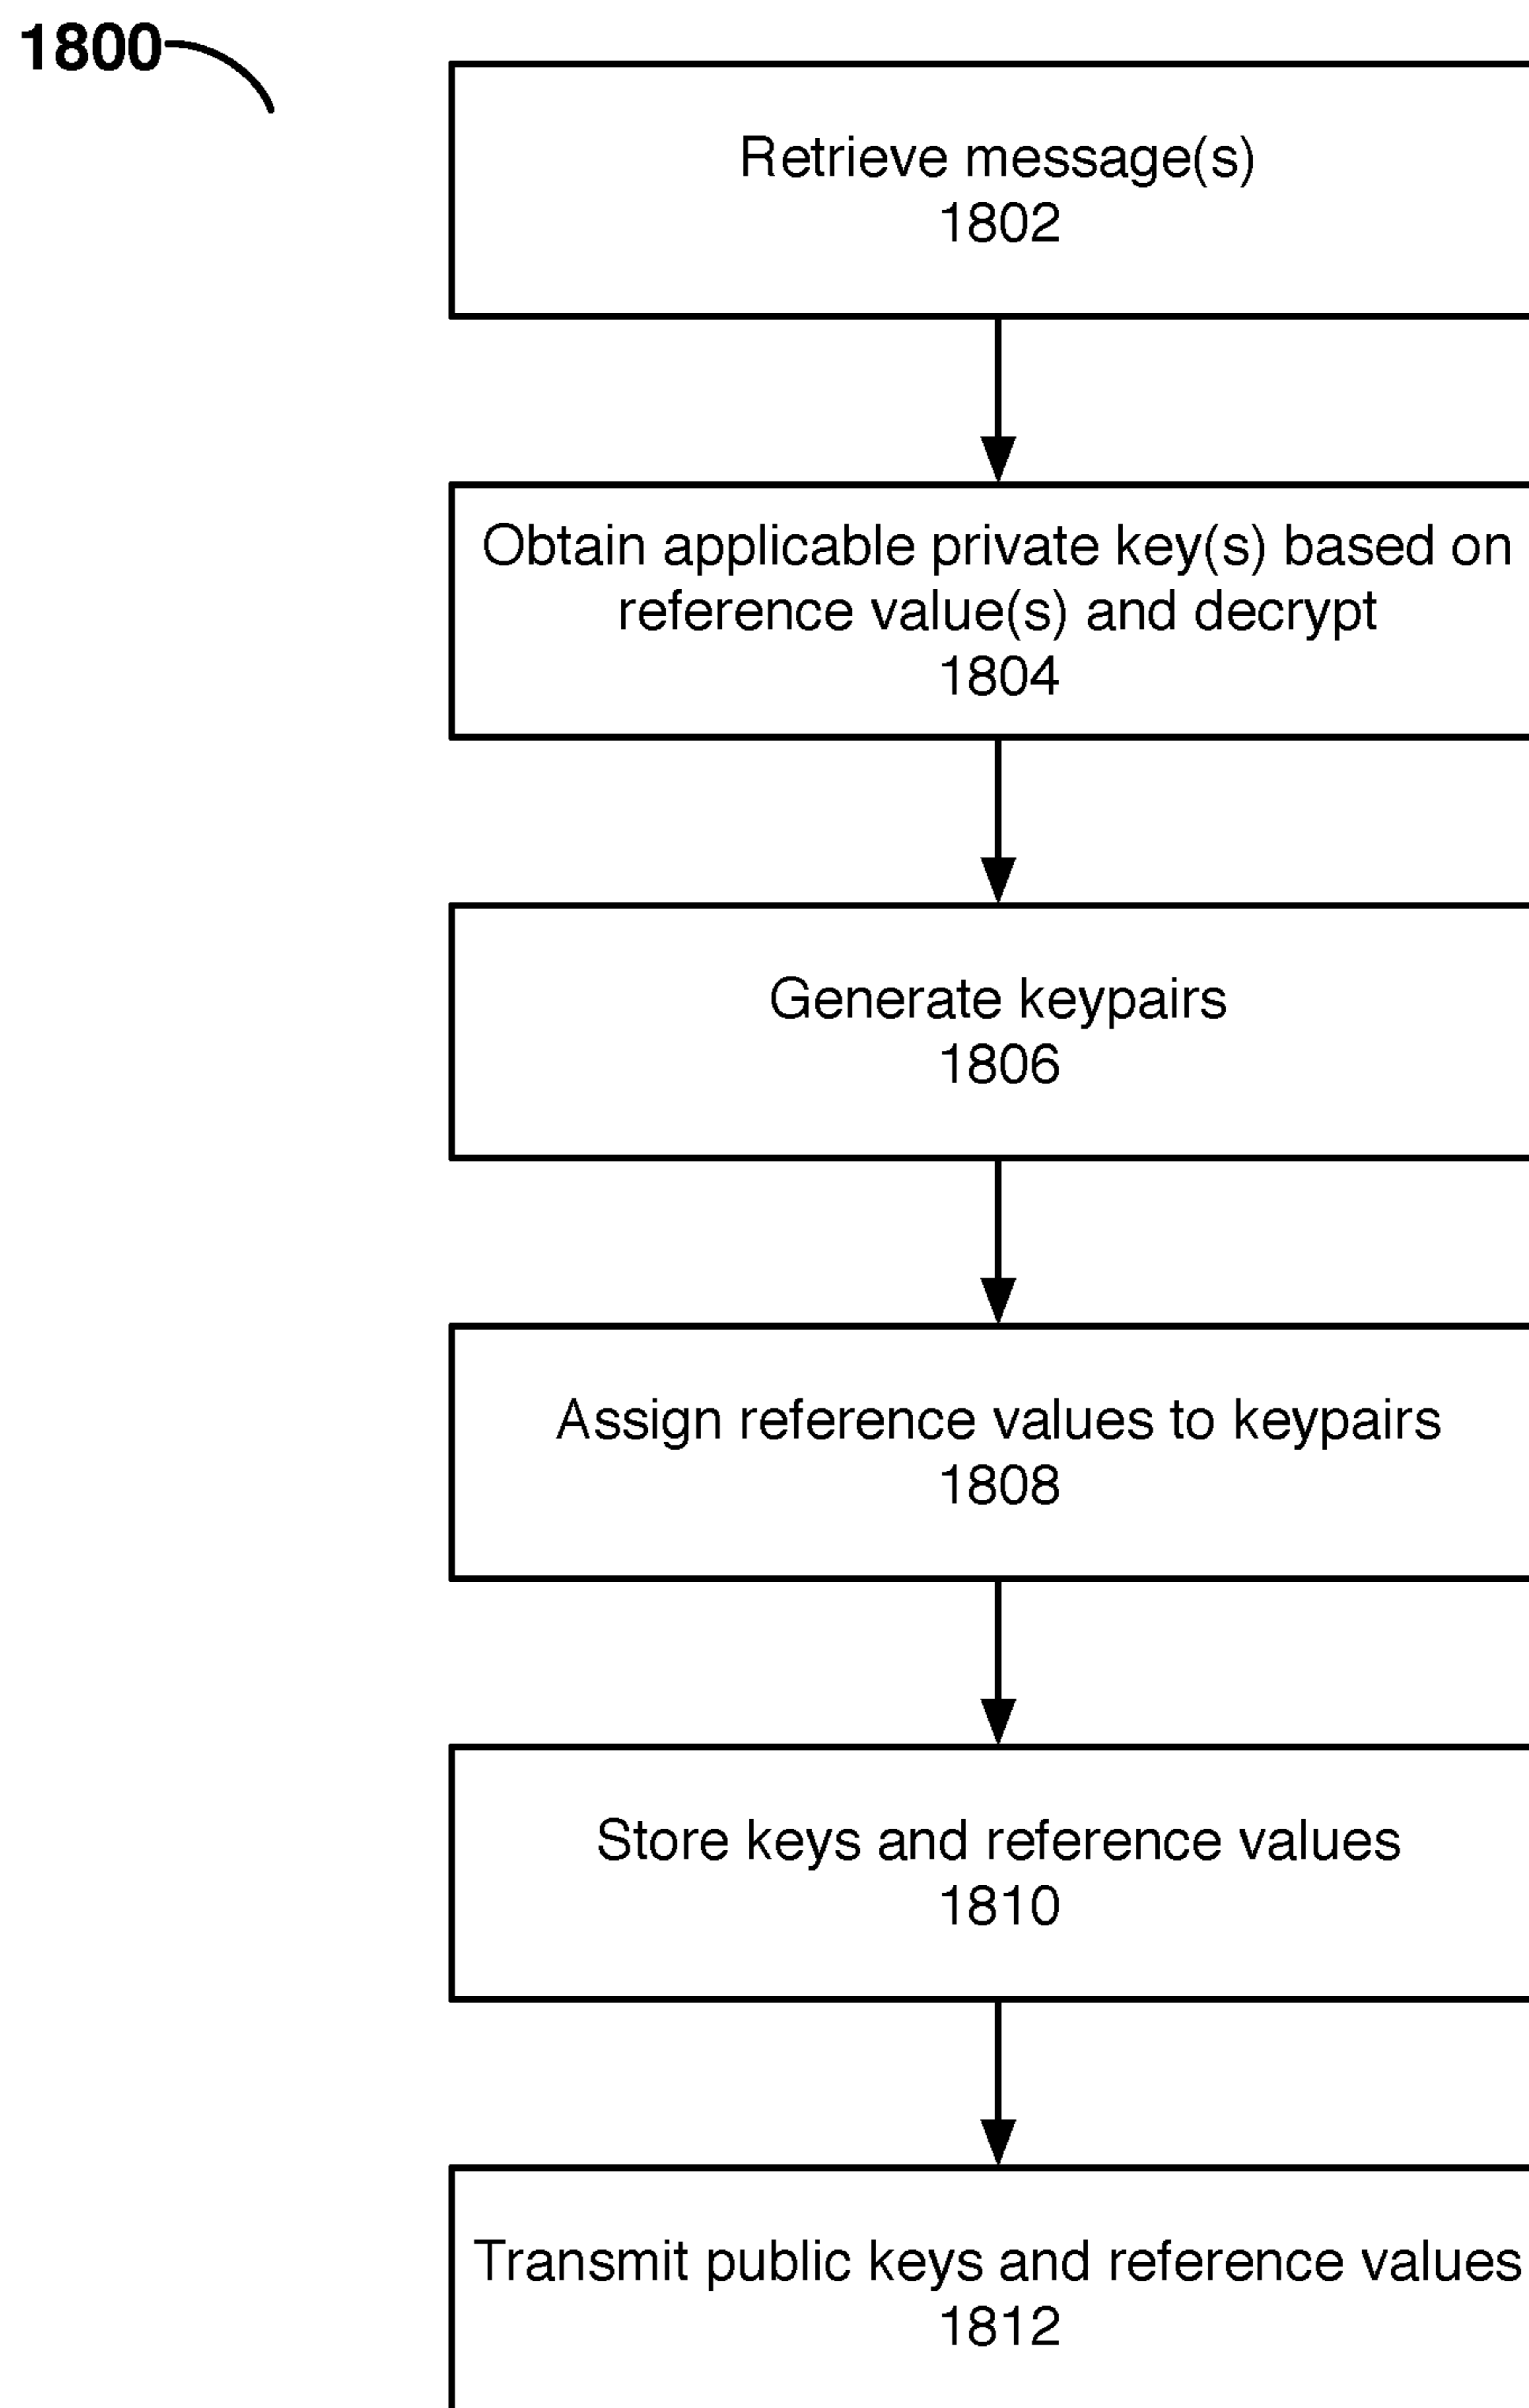 1800
Retrieve message(s)
1802
Obtain applicable private key(s) based on
reference value(s) and decrypt
1804
Generate keypairs
1806
Assign reference values to keypairs
1808
Store keys and reference values
1810
Transmit public keys and reference values
1812